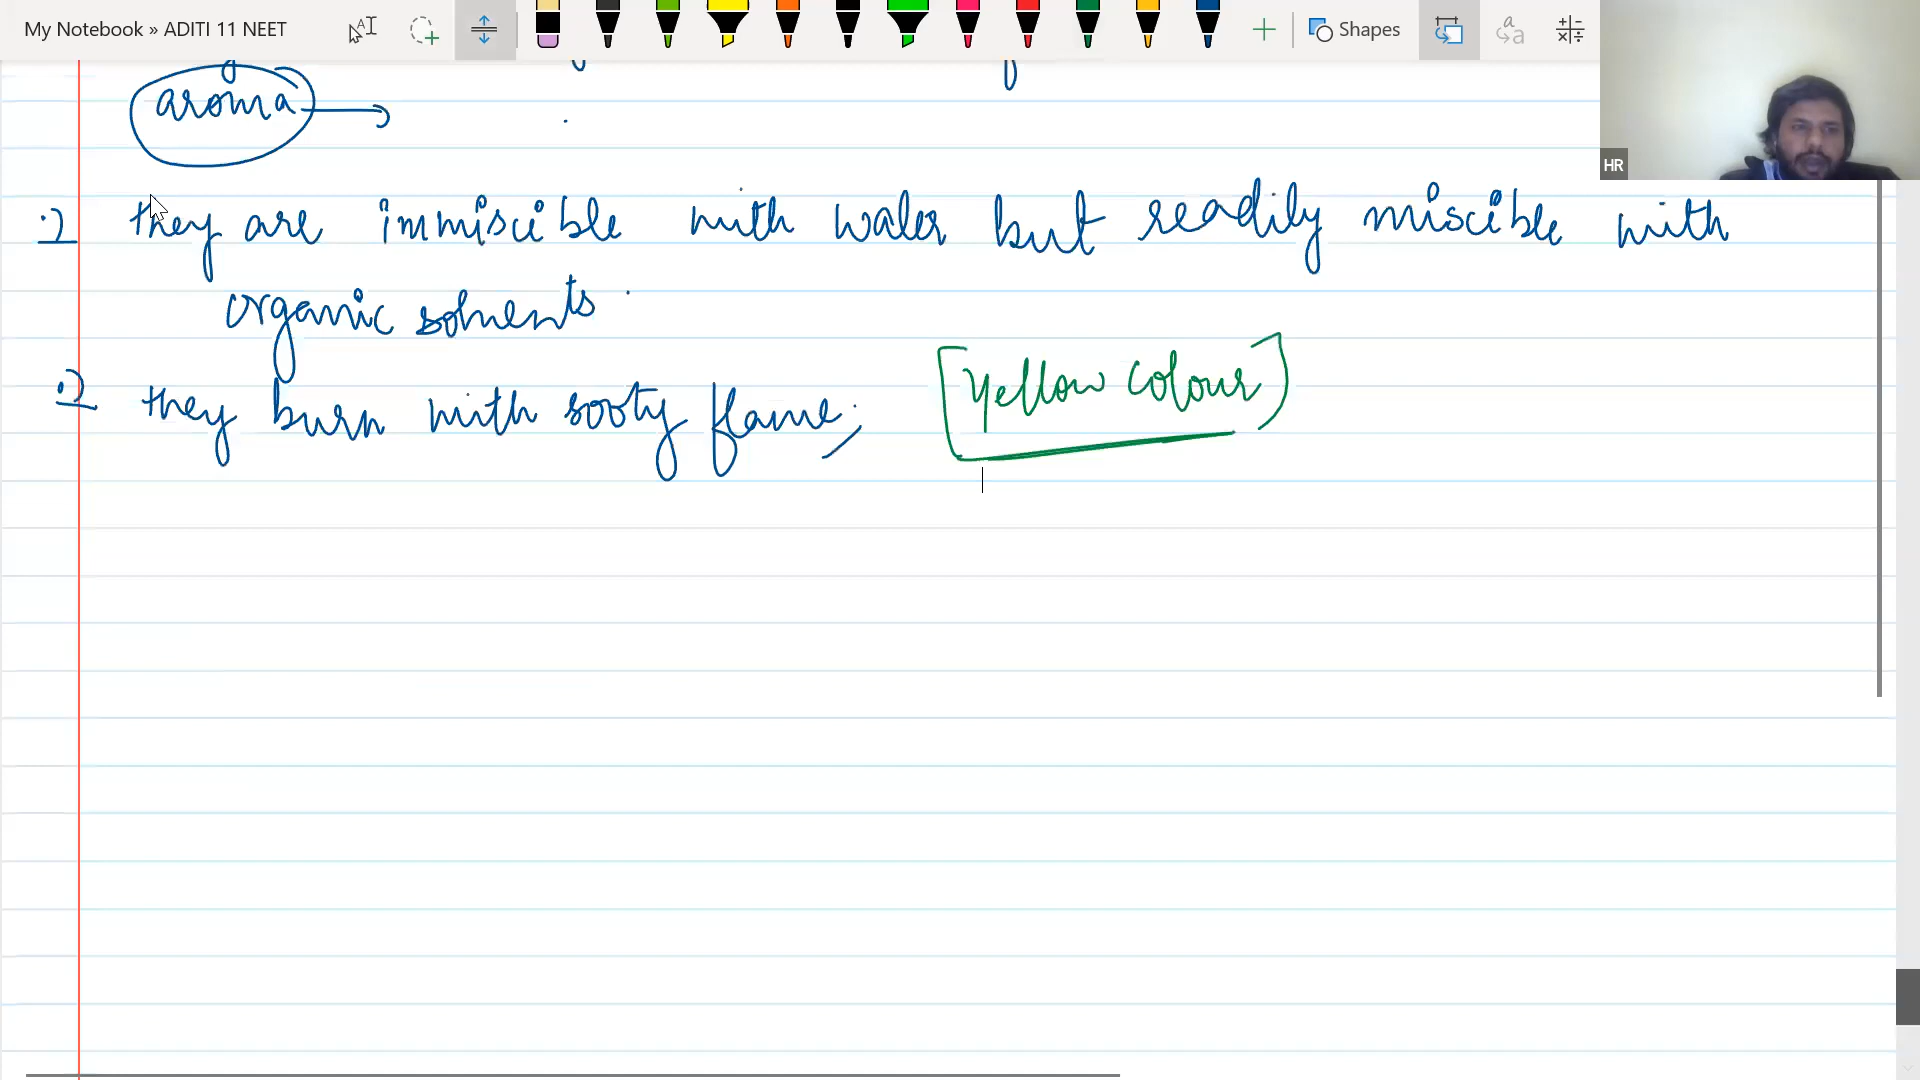 My Notebook » ADITI 11 NEET
Shapes
HR
aroma
they are immiscible with water but readily miscible with
organic solvents.
they burn with sooty flame; [yellow colour]